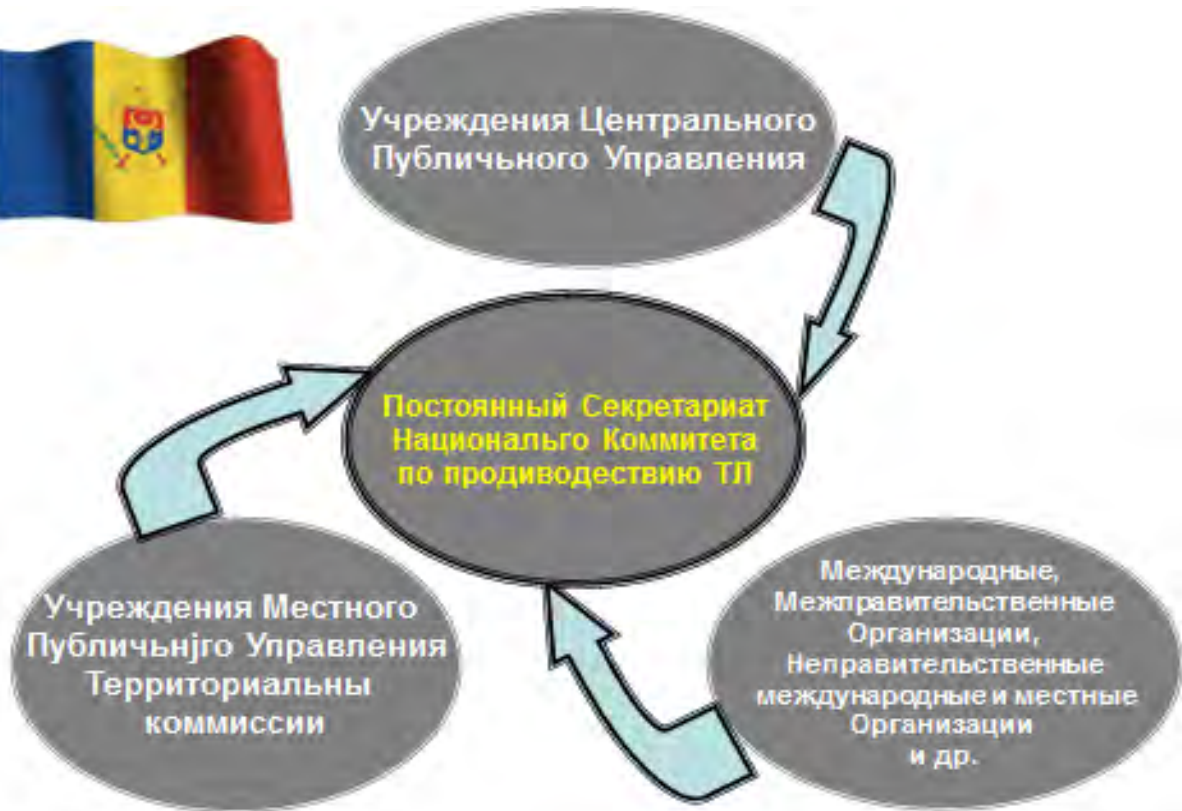 Учреждения Центрального
Публичьного Управления
Постоянный Секретариат
Национальго Коммитета
по продиводествию ТЛ
Учреждения Местного
Публичьнјго Управления
Территориальны
коммиссии
Международные,
Межправительственные
Организации,
Неправительственные
международные и местные
Организации
и др.